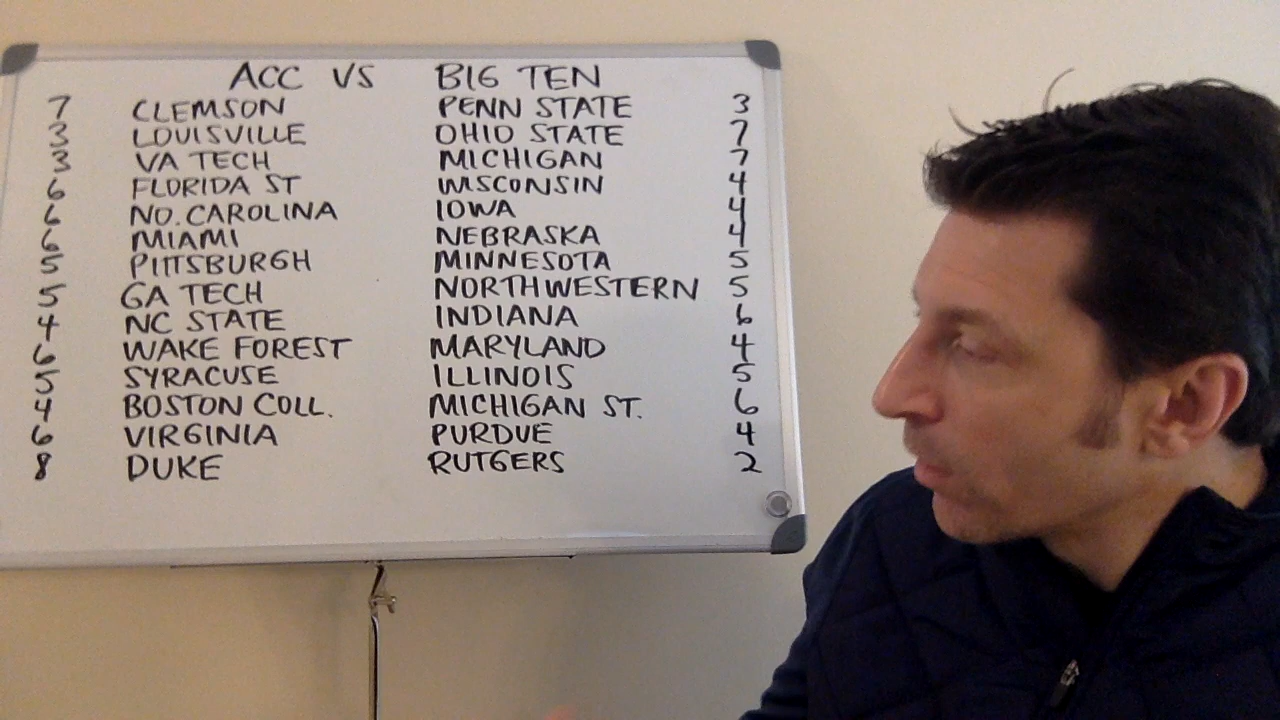 ACC VS BIG TEN
7 CLEMSON PENN STATE 3
3 LOUISVILLE OHIO STATE 7
3 VA TECH MICHIGAN 7
6 FLORIDA ST WISCONSIN 4
6 NO. CAROLINA IOWA 4
6 MIAMI NEBRASKA 4
5 PITTSBURGH MINNESOTA 5
5 GA TECH NORTHWESTERN 5
4 NC STATE INDIANA 6
6 WAKE FOREST MARYLAND 4
5 SYRACUSE ILLINOIS 5
4 BOSTON COLL. MICHIGAN ST. 6
6 VIRGINIA PURDUE 4
8 DUKE RUTGERS 2